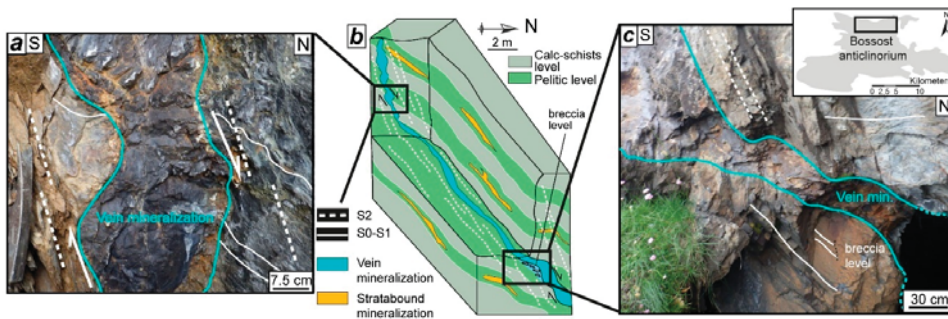 a S
N
Vein mineralization
7.5 cm
b
N
2 m
Calc-schists
level
Pelitic level
breccia
level
S2
S0-S1
Vein
mineralization
Stratabound
mineralization
N
N
c S
Bossost
anticlinorium
Kilometers
0 2,5 5 10
Vein min.
breccia
level
30 cm